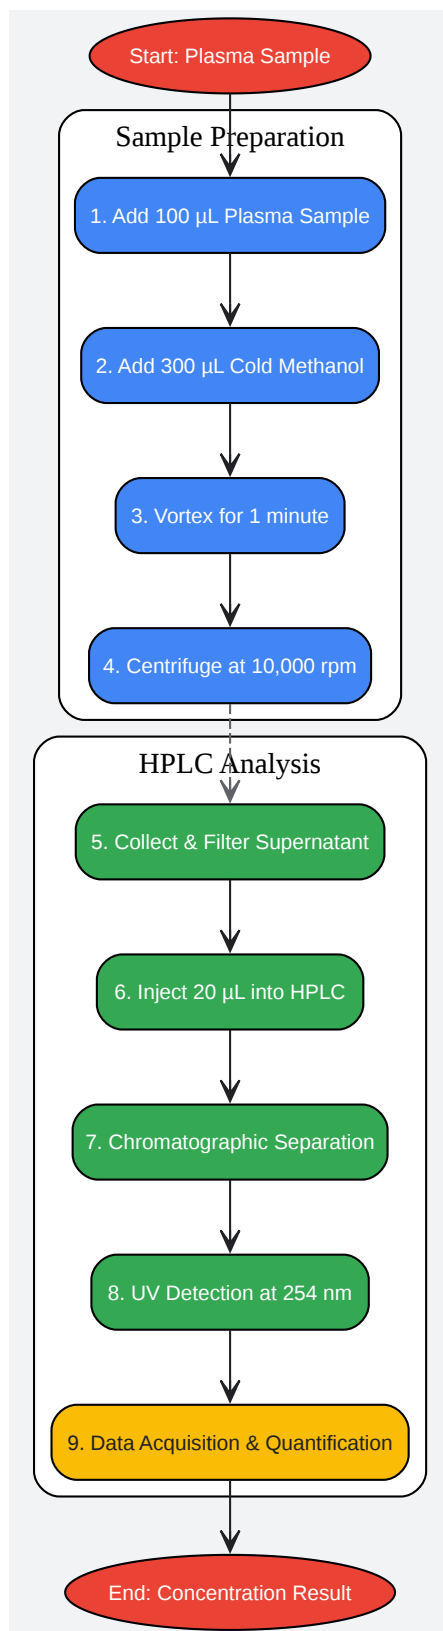 Start: Plasma Sample
Sample Preparation
1. Add 100 µL Plasma Sample
2. Add 300 µL Cold Methanol
3. Vortex for 1 minute
4. Centrifuge at 10,000 rpm
HPLC Analysis
5. Collect & Filter Supernatant
6. Inject 20 µL into HPLC
7. Chromatographic Separation
8. UV Detection at 254 nm
9. Data Acquisition & Quantification
End: Concentration Result